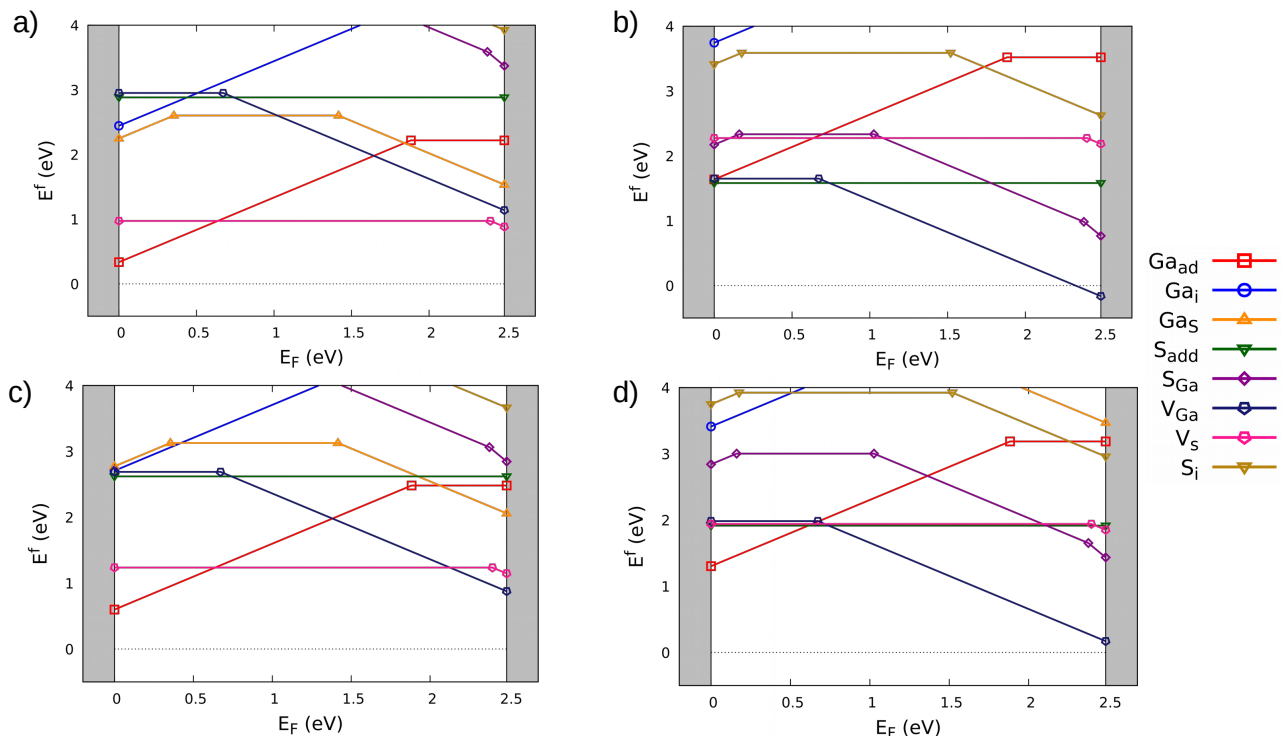 a)
4
3
2
1
0
E^f (eV)
0 0.5 1 1.5 2 2.5
E_F (eV)
b)
4
3
2
1
0
E^f (eV)
0 0.5 1 1.5 2 2.5
E_F (eV)
c)
4
3
2
1
0
E^f (eV)
0 0.5 1 1.5 2 2.5
E_F (eV)
d)
4
3
2
1
0
E^f (eV)
0 0.5 1 1.5 2 2.5
E_F (eV)
Ga_ad
Ga_i
Ga_S
S_add
S_Ga
V_Ga
V_s
S_i